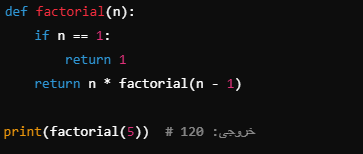 def factorial(n):
    if n == 1:
        return 1
    return n * factorial(n - 1)

print(factorial(5))  # خروجی: 120